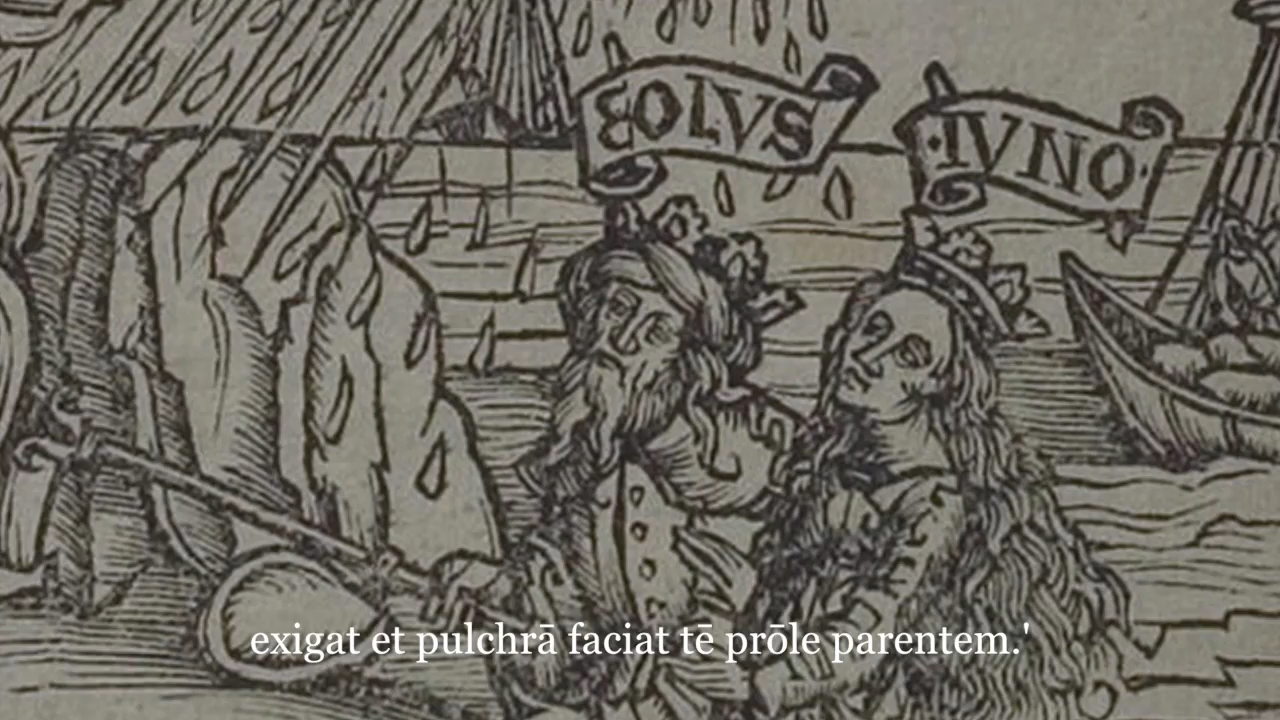 EOLVS
·IVNO·
exigat et pulchrā faciat tē prōle parentem.'